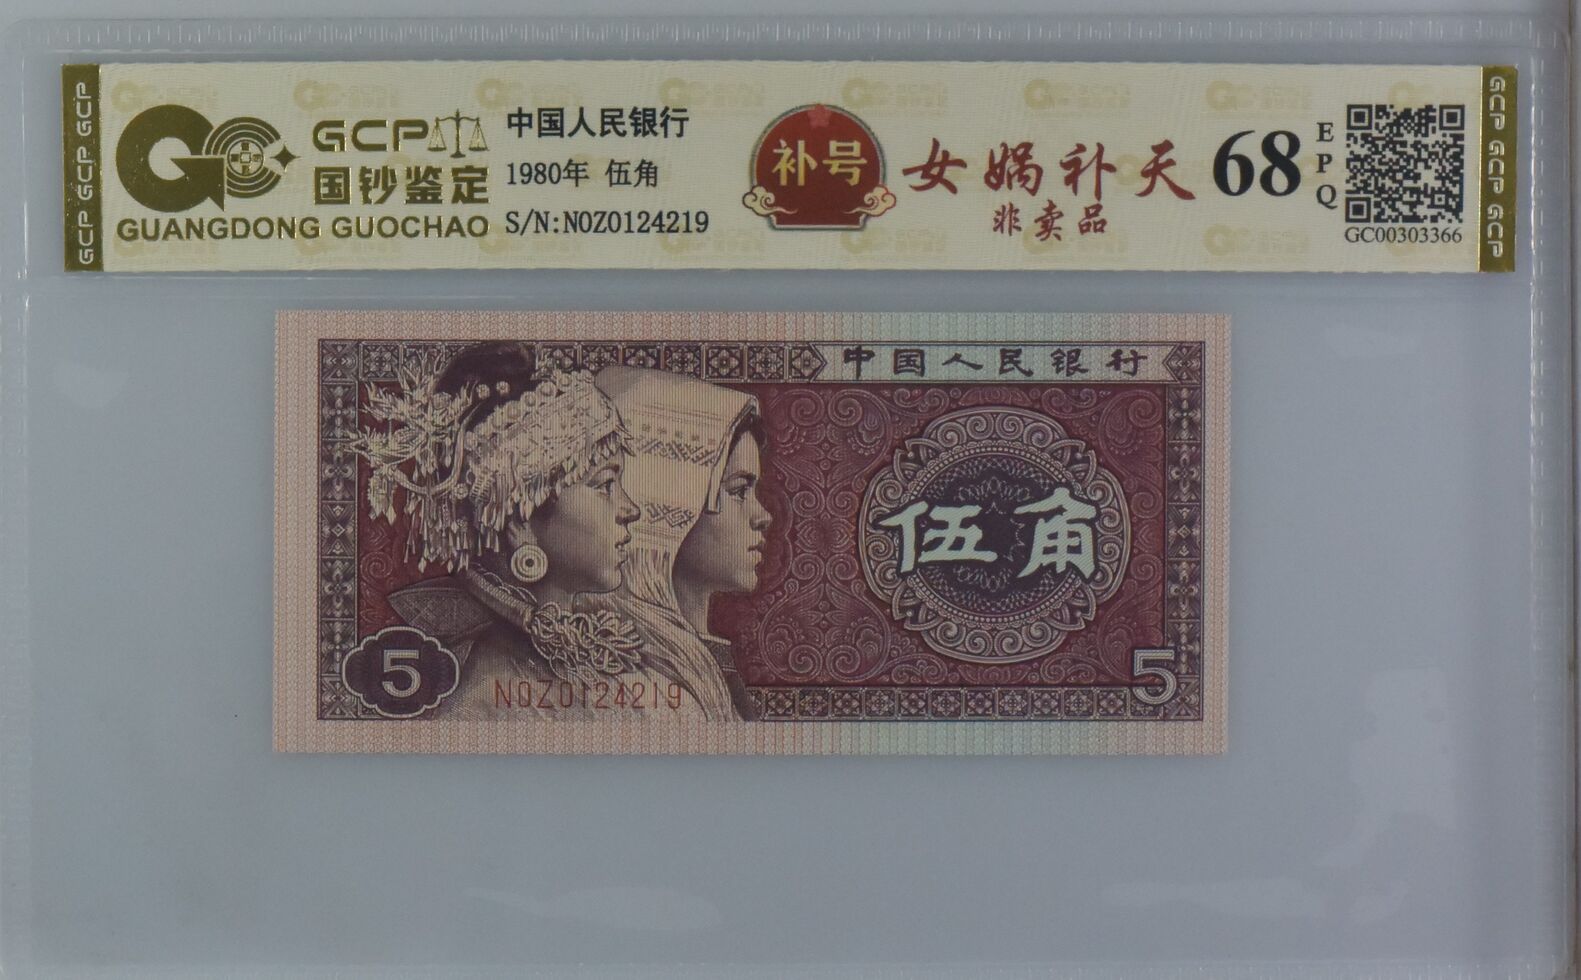 GCP GCP GCP
GCP
国钞鉴定
GUANGDONG GUOCHAO
中国人民银行
1980年 伍角
S/N:N0Z0124219
补号
女娲补天
非卖品
68
EPQ
GC00303366
GCP GCP GCP
中国人民银行
伍角
5
N0Z0124219
5